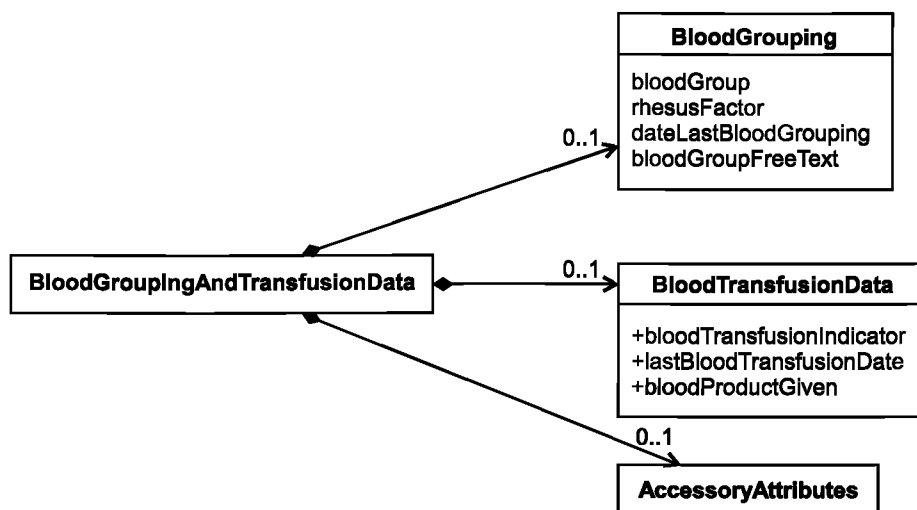 BloodGrouping
bloodGroup
rhesusFactor
dateLastBloodGrouping
bloodGroupFreeText
0..1
BloodGroupIngAndTransfusionData
0..1
BloodTransfusionData
+bloodTransfusionIndicator
+lastBloodTransfusionDate
+bloodProductGiven
0..1
AccessoryAttributes